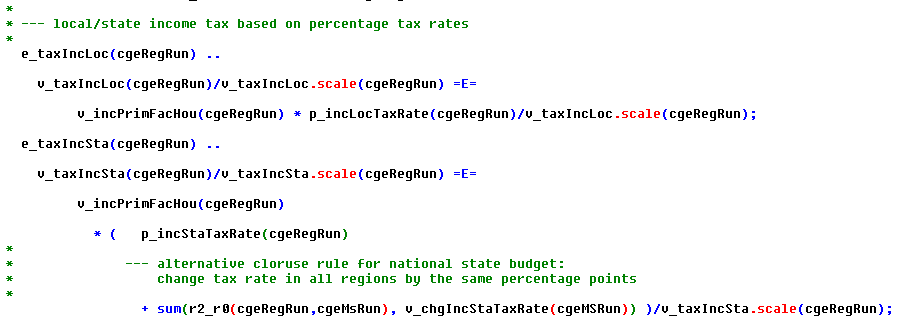 *
* --- local/state income tax based on percentage tax rates
*
e_taxIncLoc(cgeRegRun) ..
v_taxIncLoc(cgeRegRun)/v_taxIncLoc.scale(cgeRegRun) =E=
v_incPrimFacHou(cgeRegRun) * p_incLocTaxRate(cgeRegRun)/v_taxIncLoc.scale(cgeRegRun);
e_taxIncSta(cgeRegRun) ..
v_taxIncSta(cgeRegRun)/v_taxIncSta.scale(cgeRegRun) =E=
v_incPrimFacHou(cgeRegRun)
* ( p_incStaTaxRate(cgeRegRun)
*
* --- alternative cloruse rule for national state budget:
* change tax rate in all regions by the same percentage points
*
+ sum(r2_r0(cgeRegRun,cgeMsRun), v_chgIncStaTaxRate(cgeMSRun)) )/v_taxIncSta.scale(cgeRegRun);